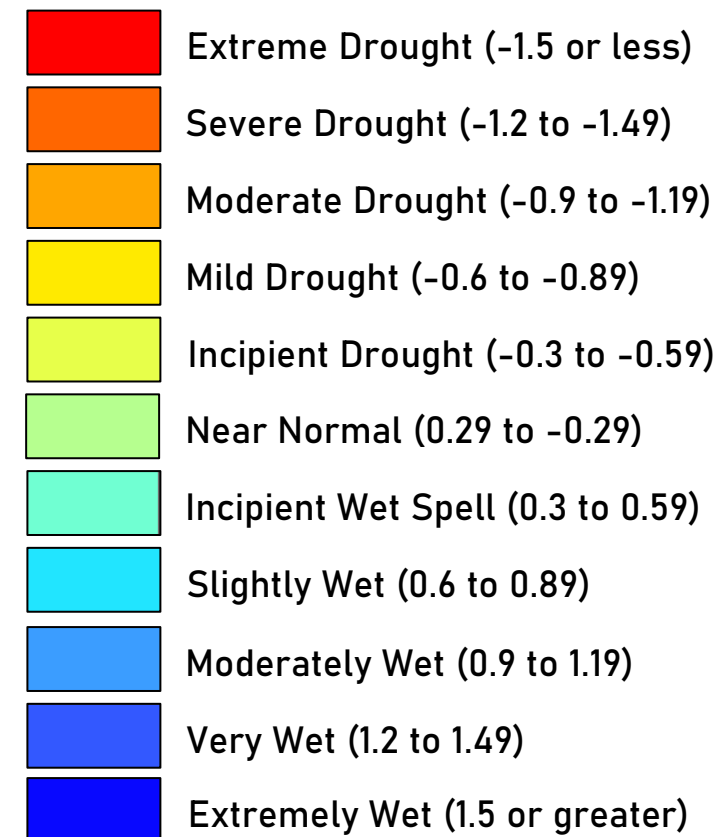 Extreme Drought (-1.5 or less)
Severe Drought (-1.2 to -1.49)
Moderate Drought (-0.9 to -1.19)
Mild Drought (-0.6 to -0.89)
Incipient Drought (-0.3 to -0.59)
Near Normal (0.29 to -0.29)
Incipient Wet Spell (0.3 to 0.59)
Slightly Wet (0.6 to 0.89)
Moderately Wet (0.9 to 1.19)
Very Wet (1.2 to 1.49)
Extremely Wet (1.5 or greater)